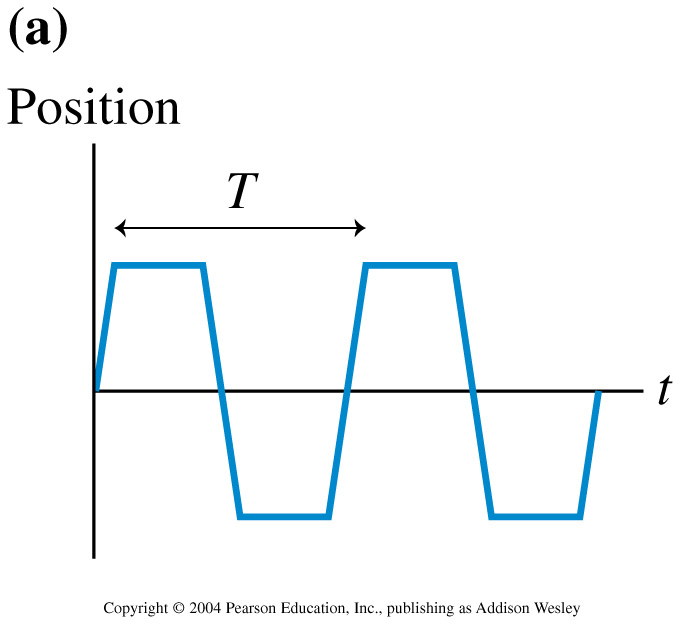 (a)
Position
T
t
Copyright © 2004 Pearson Education, Inc., publishing as Addison Wesley